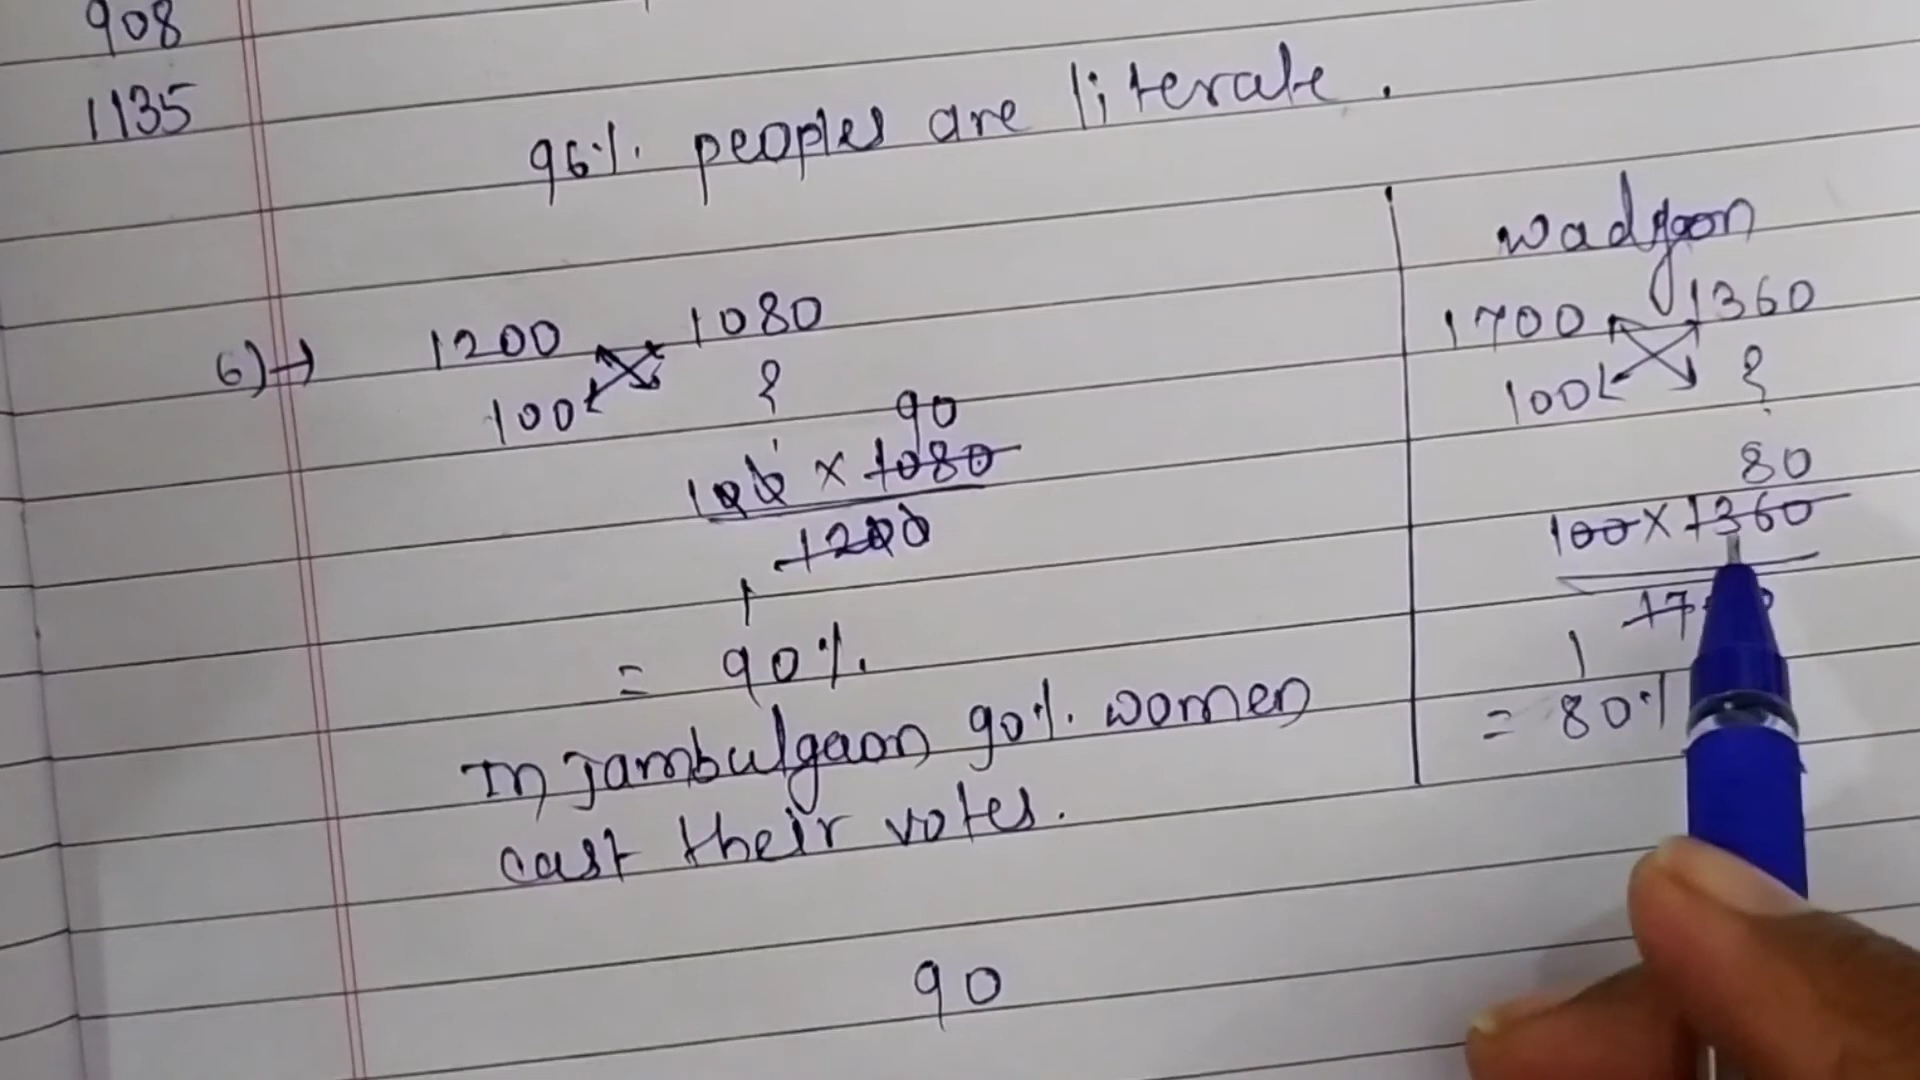 908
1135
96% peoples are literate.
6)→ 1200 1080
100 ?
90
100 × 1080
1200
1
= 90%
In Jambulgaon 90% women
cast their votes.
90
wadgaon
1700 1360
100 ?
80
100 × 1360
1
= 80%